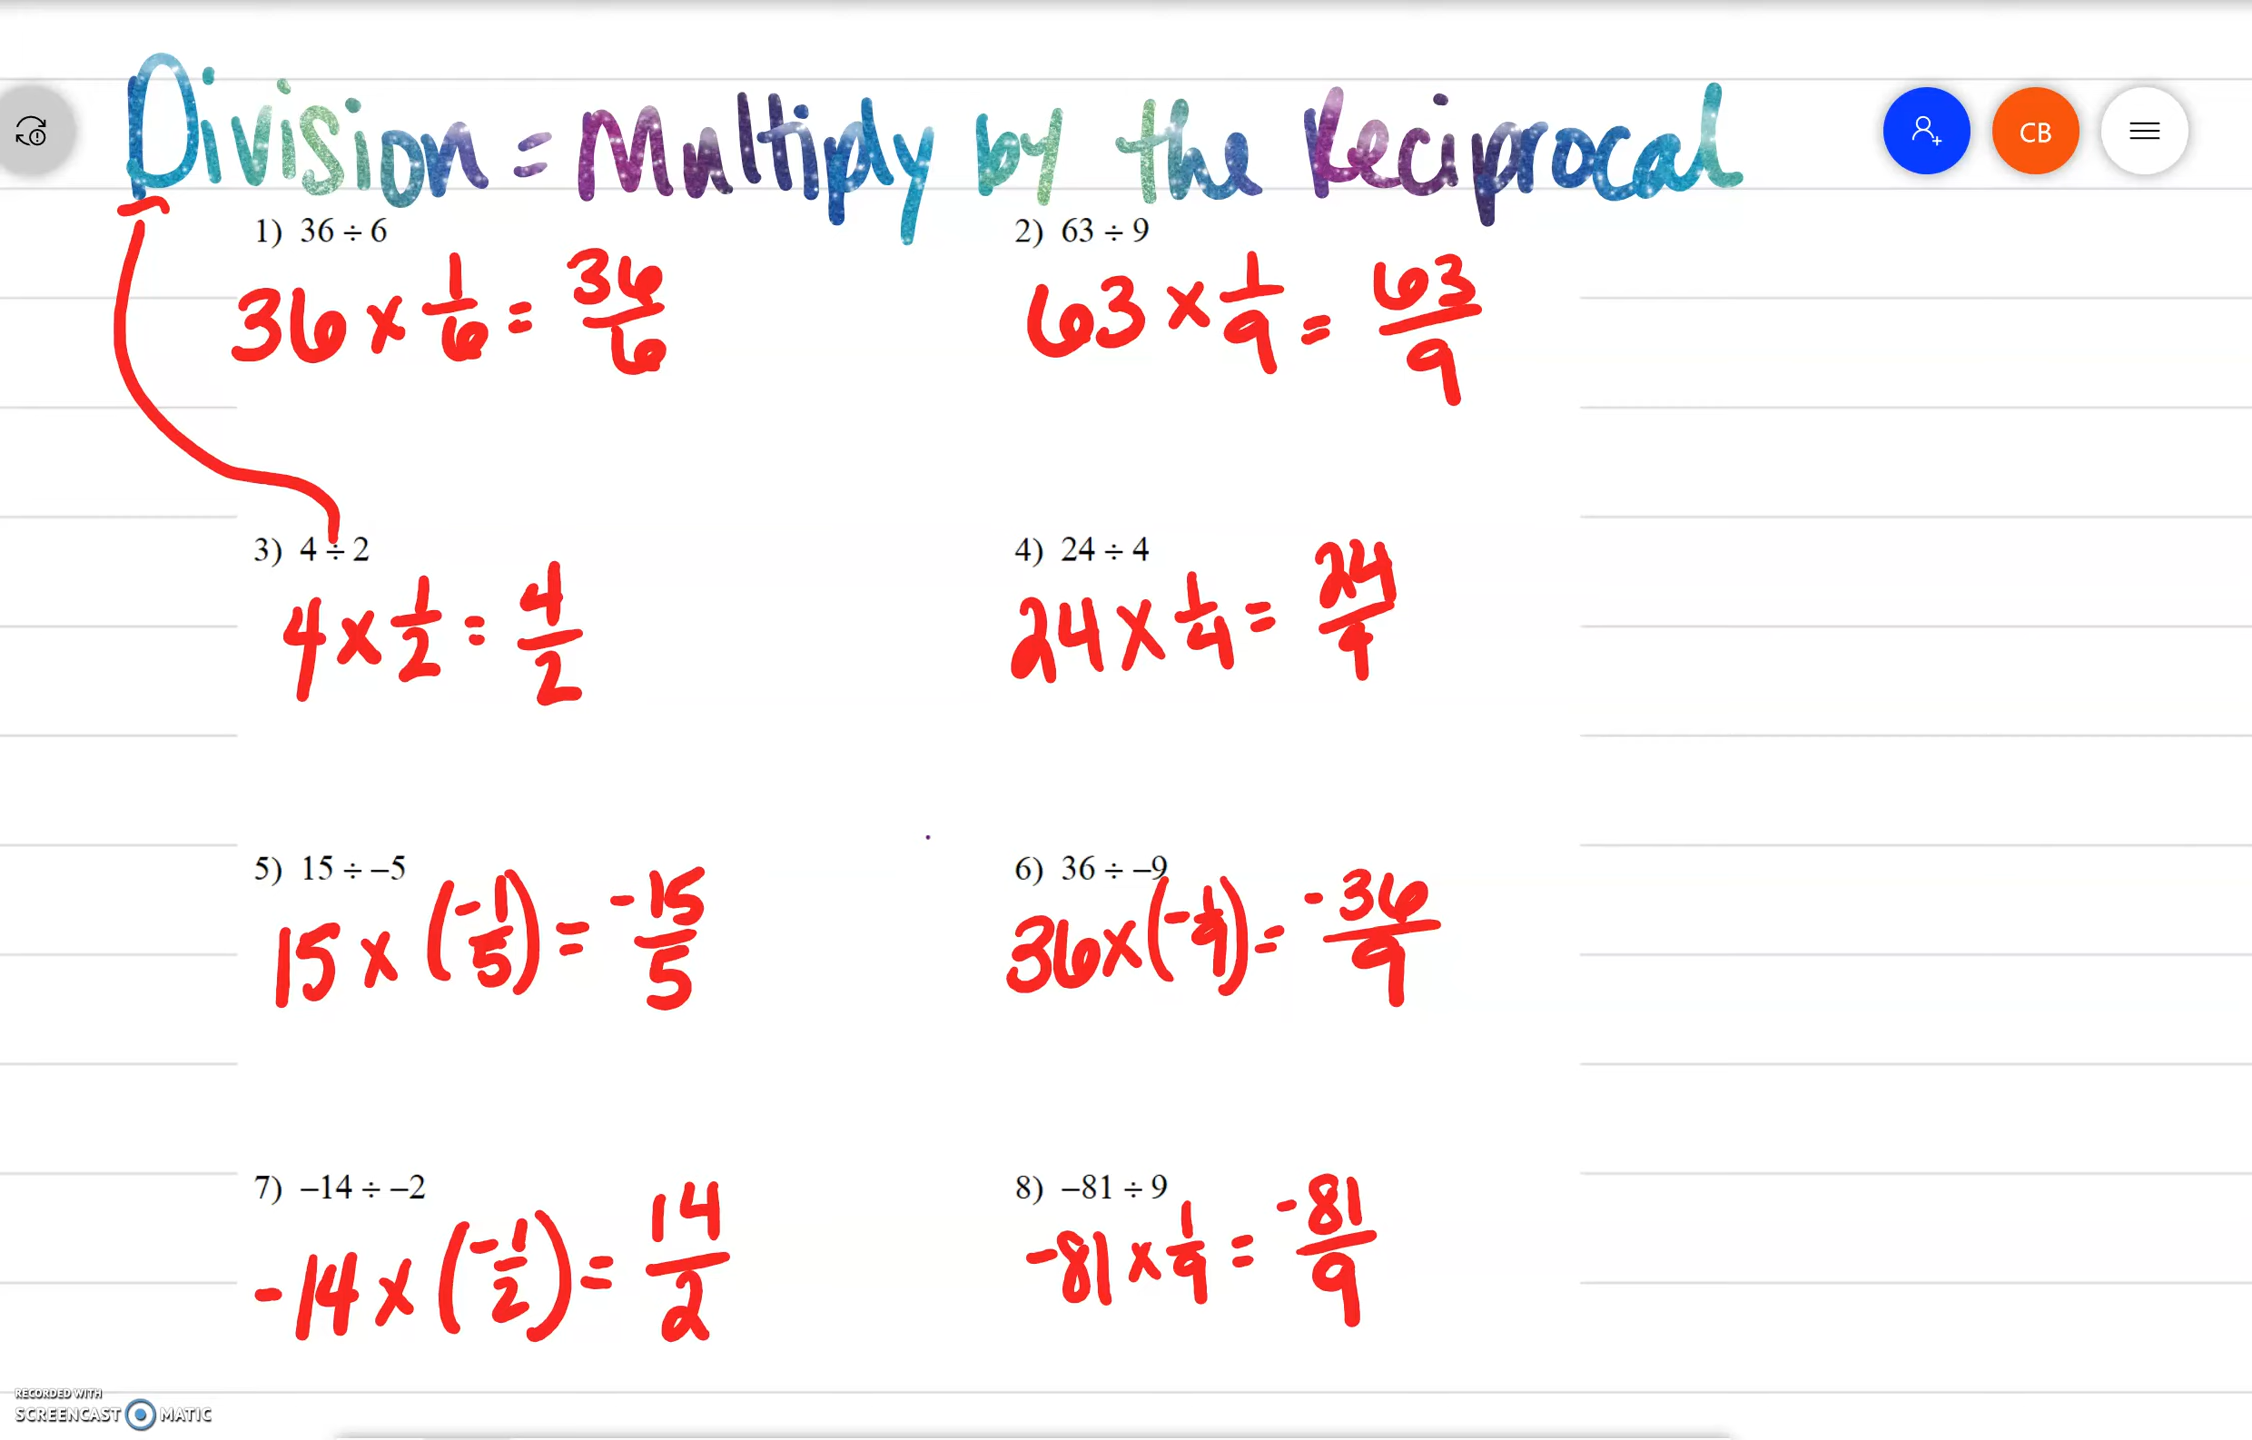 Division = Multiply by the Reciprocal
CB
1) 36 ÷ 6
36 × 1/6 = 36/6
2) 63 ÷ 9
63 × 1/9 = 63/9
3) 4 ÷ 2
4 × 1/2 = 4/2
4) 24 ÷ 4
24 × 1/4 = 24/4
5) 15 ÷ −5
15 × (-1/5) = -15/5
6) 36 ÷ −9
36 × (-1/9) = -36/9
7) −14 ÷ −2
-14 × (-1/2) = 14/2
8) −81 ÷ 9
-81 × 1/9 = -81/9
RECORDED WITH
SCREENCAST MATIC